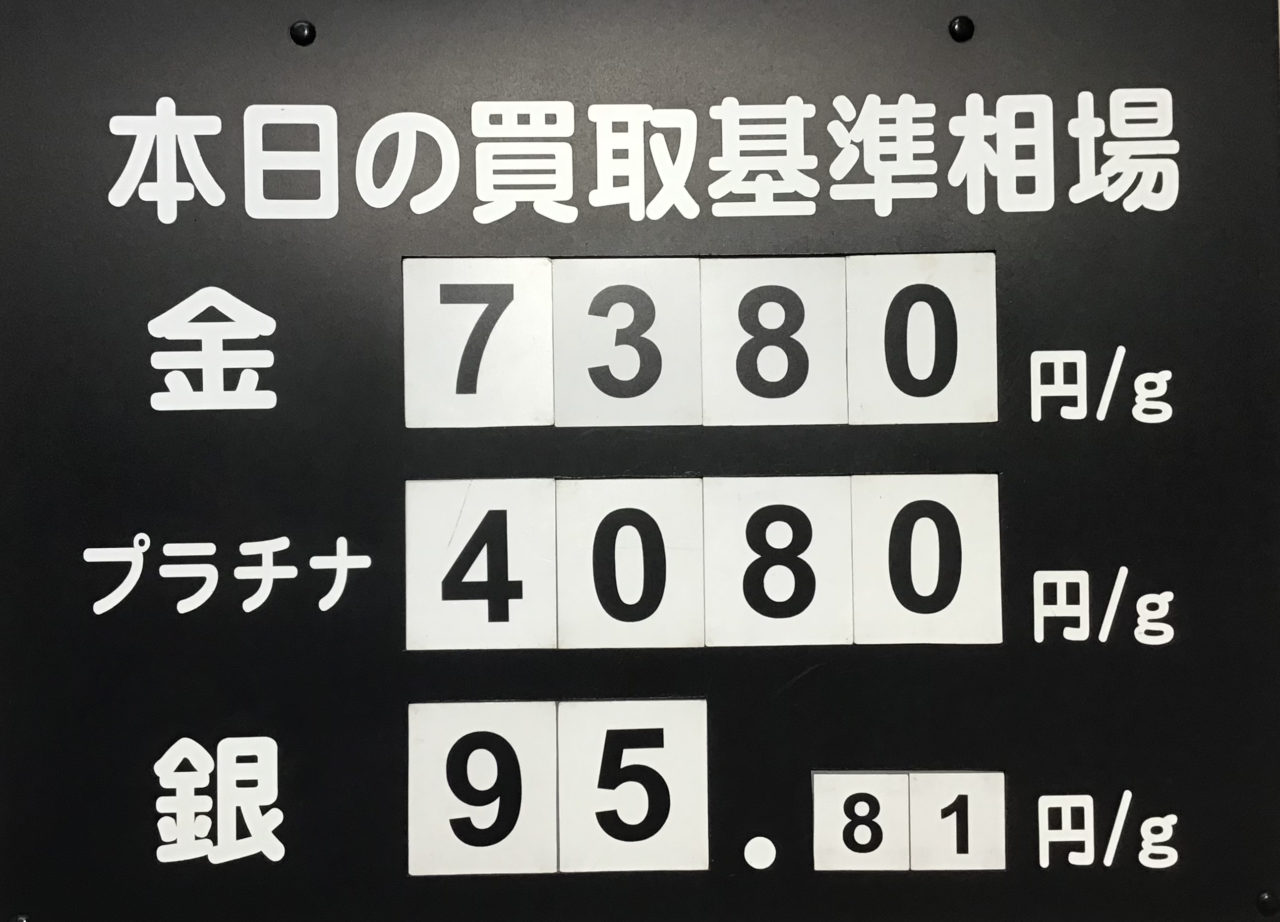 本日の買取基準相場
金 7380 円/g
プラチナ 4080 円/g
銀 95.81 円/g